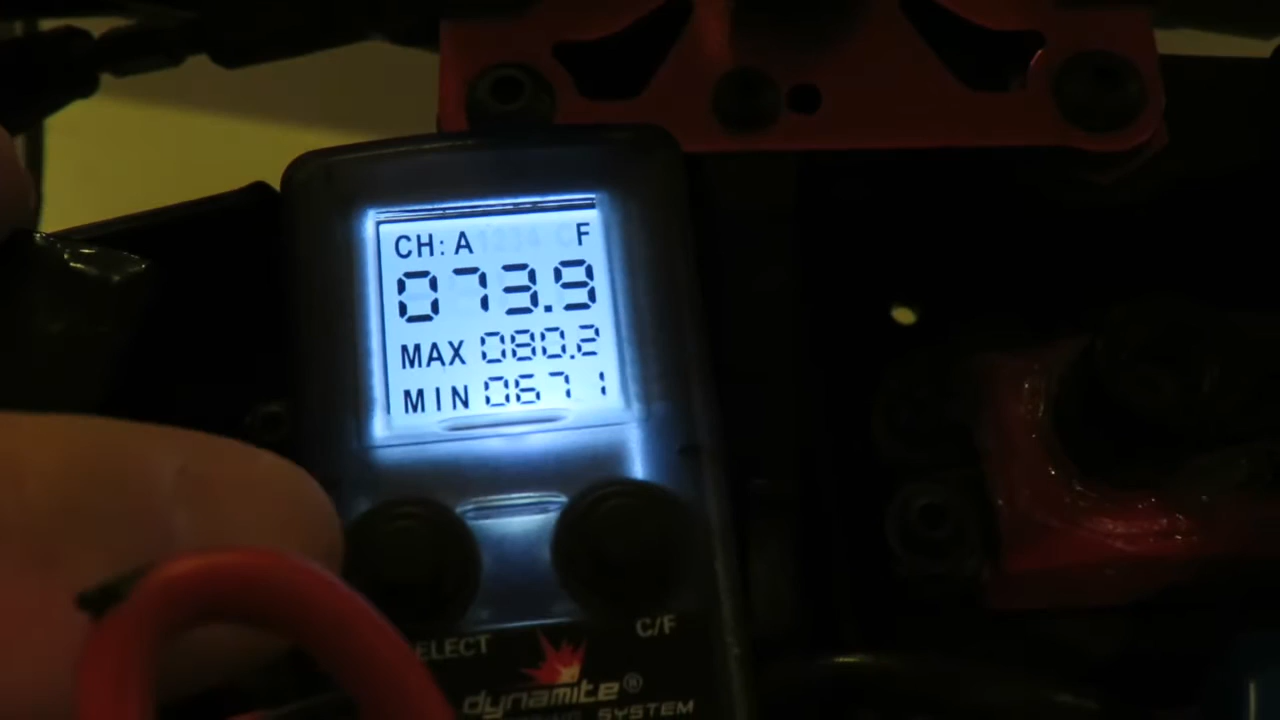 CH: A F
073.9
MAX 080.2
MIN 067 1
ELECT C/F
dynamite®
SYSTEM